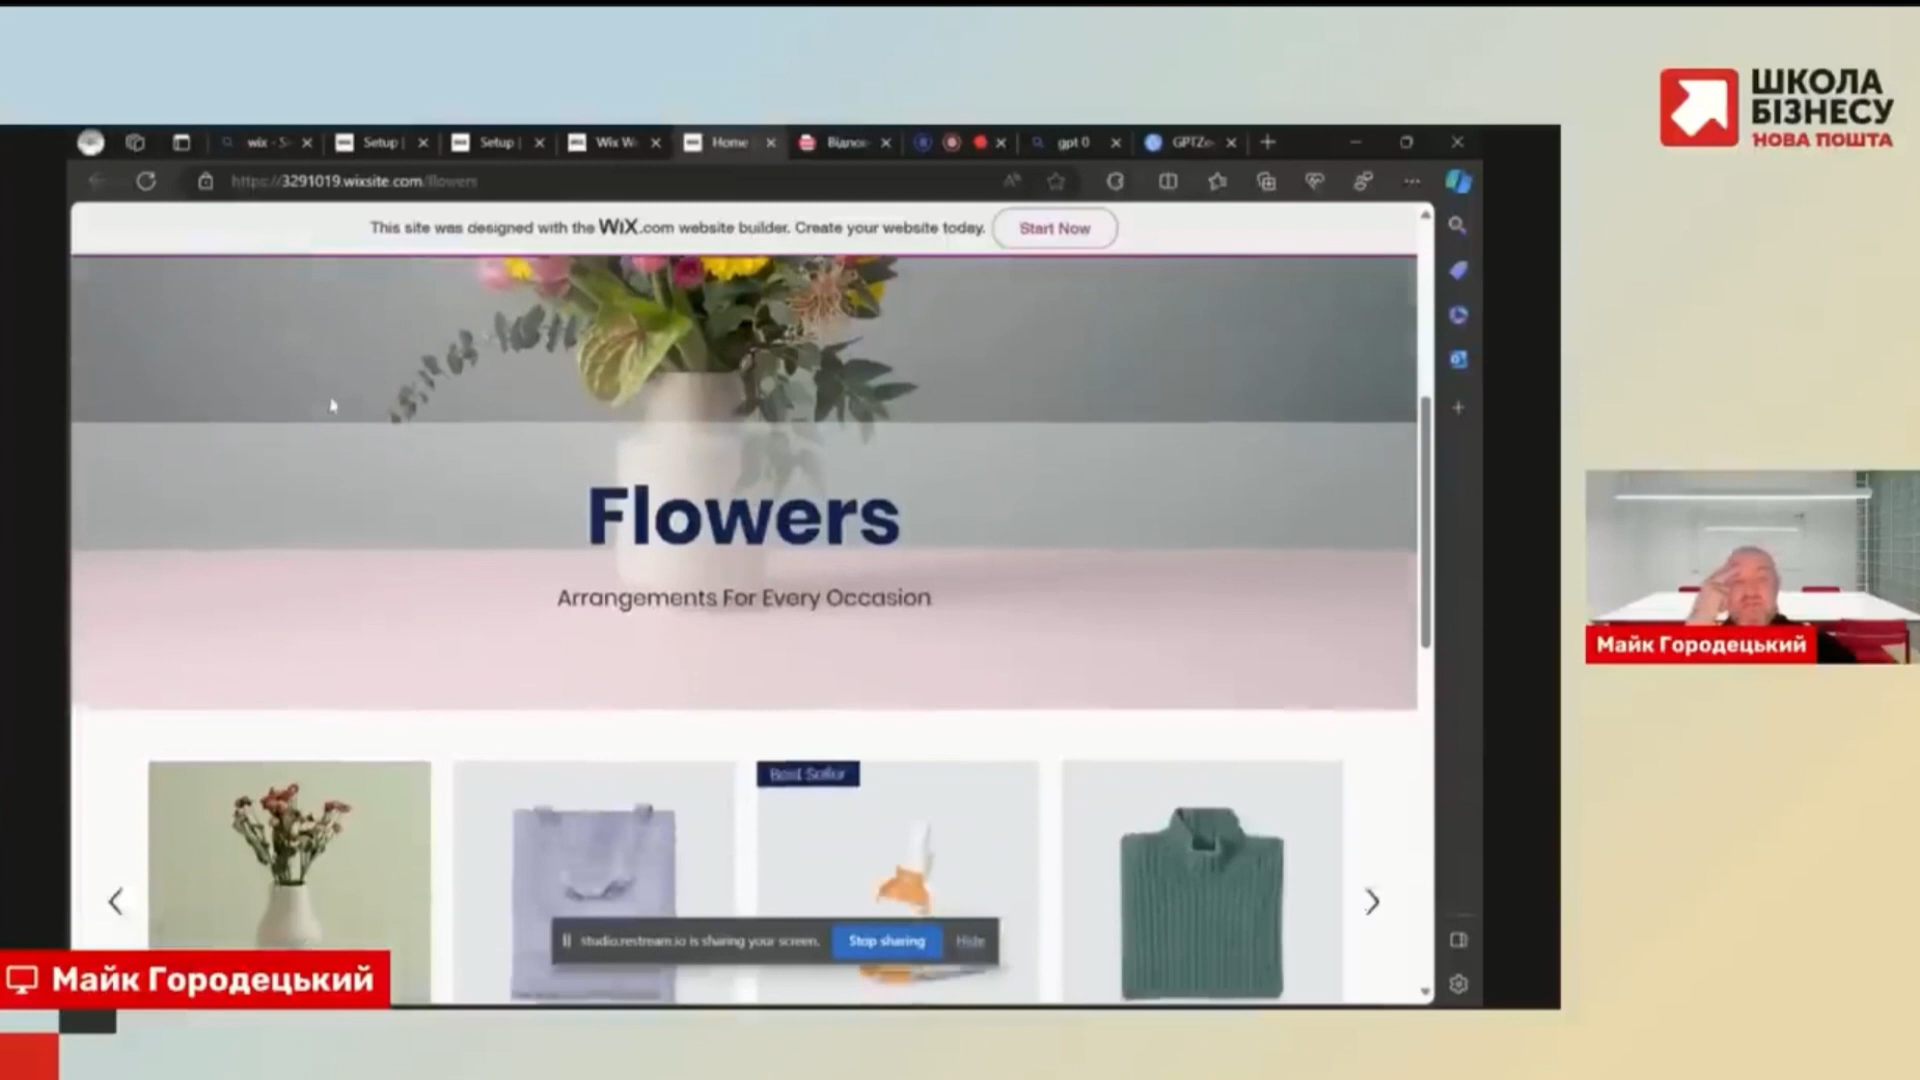 ШКОЛА
БІЗНЕСУ
НОВА ПОШТА
wix - S
Setup |
Setup |
Wix W
Home
Віднов
gpt 0
GPTZe
https://3291019.wixsite.com/flowers
This site was designed with the WiX.com website builder. Create your website today.
Start Now
Flowers
Arrangements For Every Occasion
Best Seller
studio.restream.io is sharing your screen.
Stop sharing
Hide
Майк Городецький
Майк Городецький